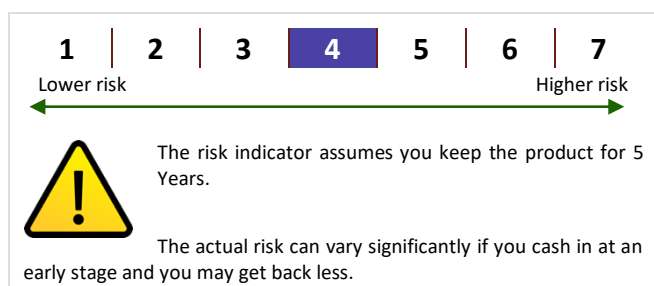 1 2 3 4 5 6 7
Lower risk Higher risk
The risk indicator assumes you keep the product for 5
Years.
The actual risk can vary significantly if you cash in at an
early stage and you may get back less.